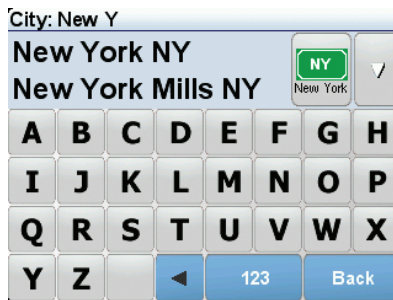 City: New Y
New York NY
New York Mills NY
NY
New York
A B C D E F G H
I J K L M N O P
Q R S T U V W X
Y Z 123 Back